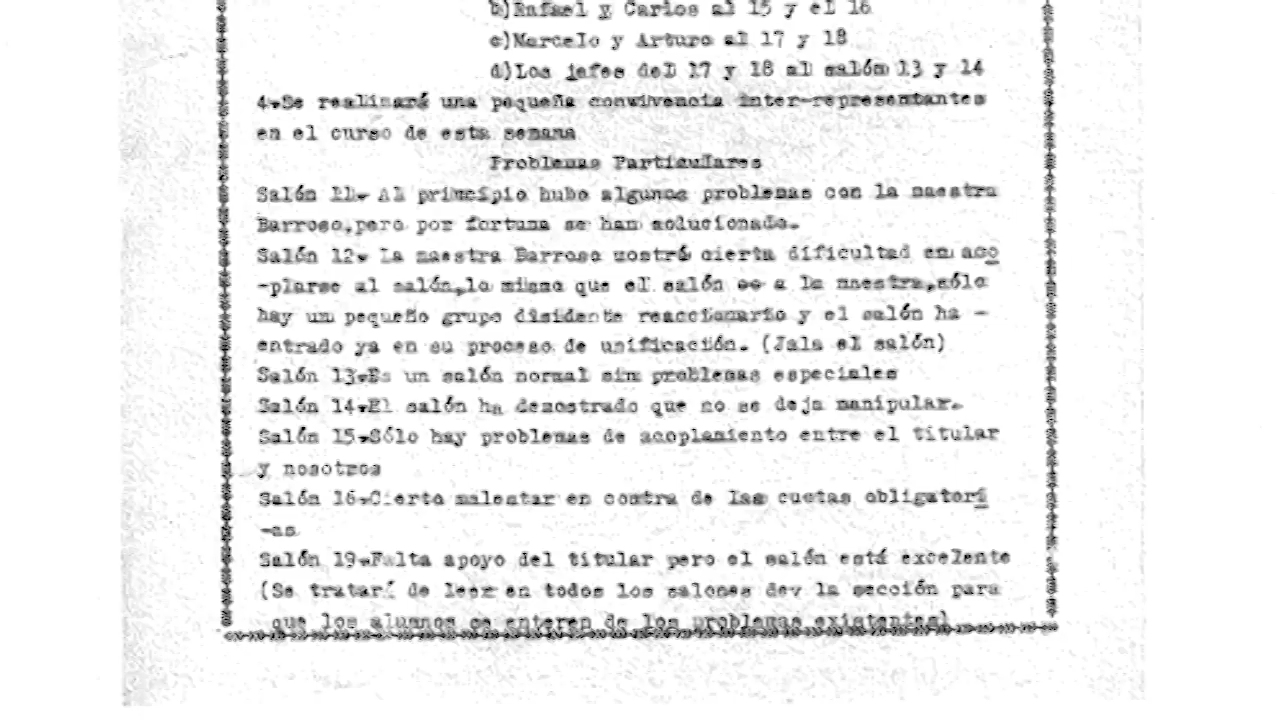 b)Rafael y Carlos al 15 y el 16
c)Marcelo y Arturo al 17 y 18
d)Los jefes del 17 y 18 al salón 13 y 14
4.Se realizará una pequeña convivencia inter-representantes
en el curso de esta semana
Problemas Particulares
Salón 11- Al principio hubo algunos problemas con la maestra
Barroso,pero por fortuna se han solucionado.
Salón 12- La maestra Barroso mostró cierta dificultad en aco
-plarse al salón,lo mismo que el salón a la maestra,sólo
hay un pequeño grupo disidente reaccionario y el salón ha -
entrado ya en su proceso de unificación. (Jala el salón)
Salón 13-Es un salón normal sin problemas especiales
Salón 14-El salón ha demostrado que no se deja manipular.
Salón 15-Sólo hay problemas de acoplamiento entre el titular
y nosotros
Salón 16-Cierto malestar en contra de las cuotas obligatori
-as
Salón 19-Falta apoyo del titular pero el salón está excelente
(Se tratará de leer en todos los salones la sección para
que los alumnos se enteren de los problemas existentes)